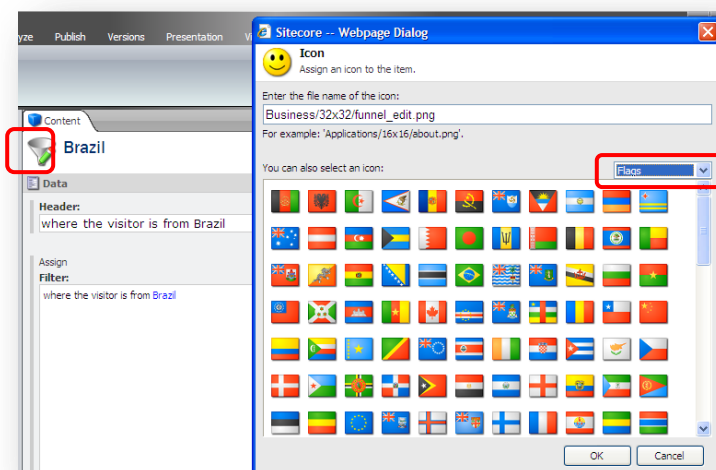 yze Publish Versions Presentation Vi
Sitecore -- Webpage Dialog
Icon
Assign an icon to the item.
Enter the file name of the icon:
Business/32x32/funnel_edit.png
For example: 'Applications/16x16/about.png'.
You can also select an icon:
Flags
Content
Brazil
Data
Header:
where the visitor is from Brazil
Assign
Filter:
where the visitor is from Brazil
OK Cancel